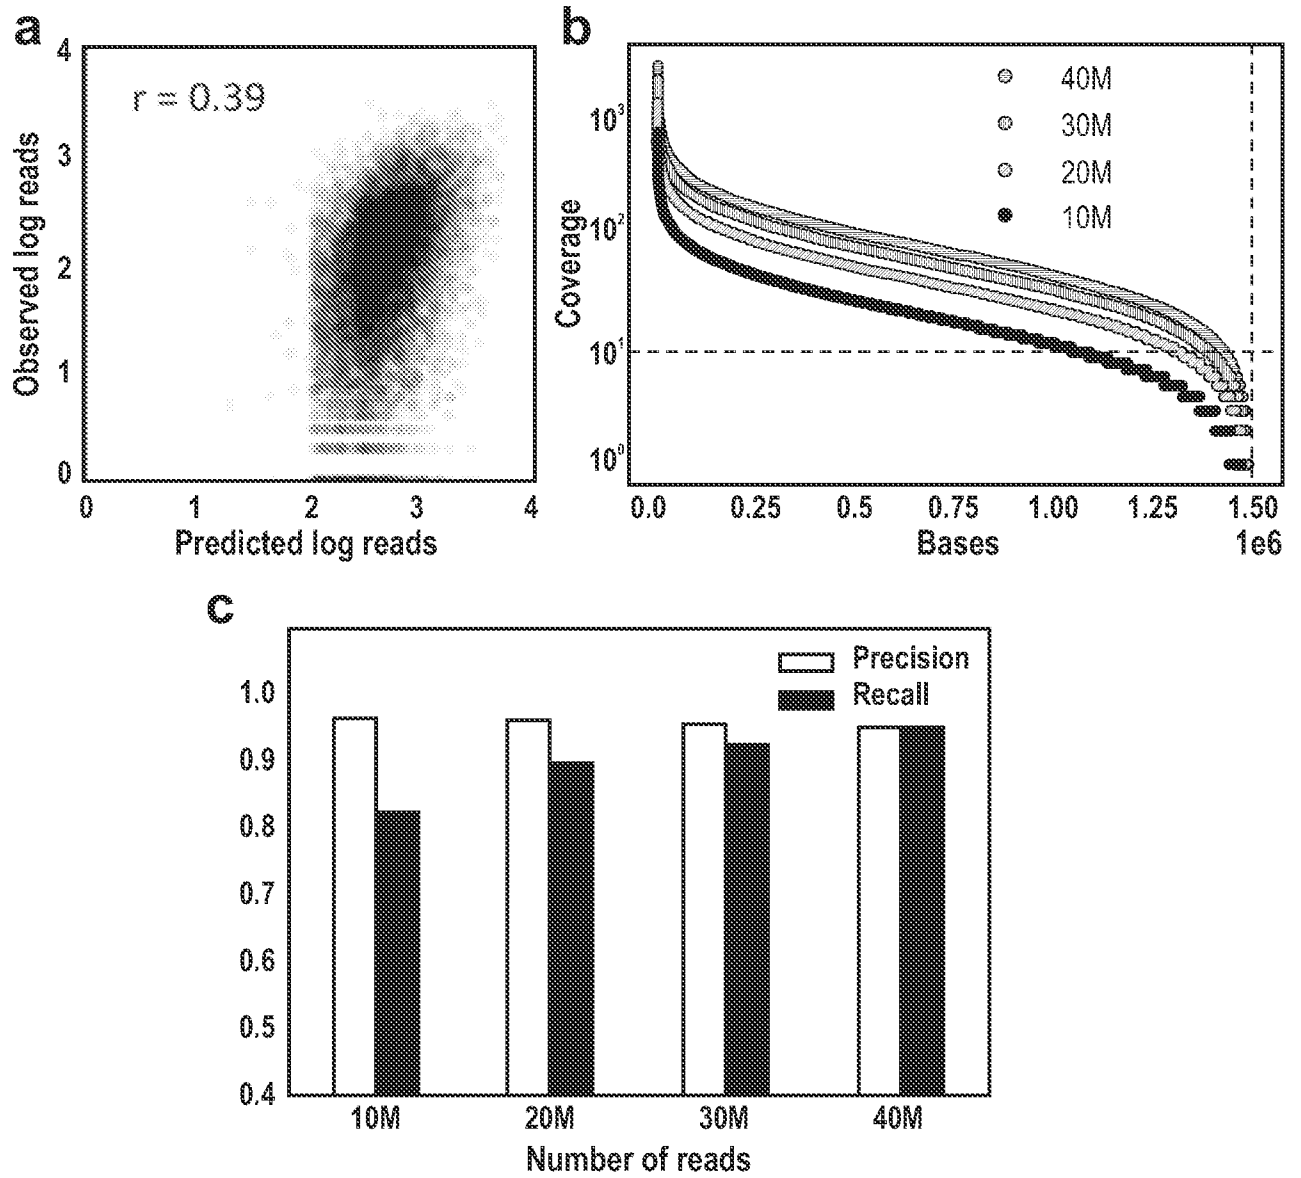 a
r = 0.39
Observed log reads
4
3
2
1
0
0 1 2 3 4
Predicted log reads
b
40M
30M
20M
10M
Coverage
10³
10²
10¹
10⁰
0.0 0.25 0.5 0.75 1.00 1.25 1.50
Bases 1e6
c
Precision
Recall
1.0
0.9
0.8
0.7
0.6
0.5
0.4
10M 20M 30M 40M
Number of reads